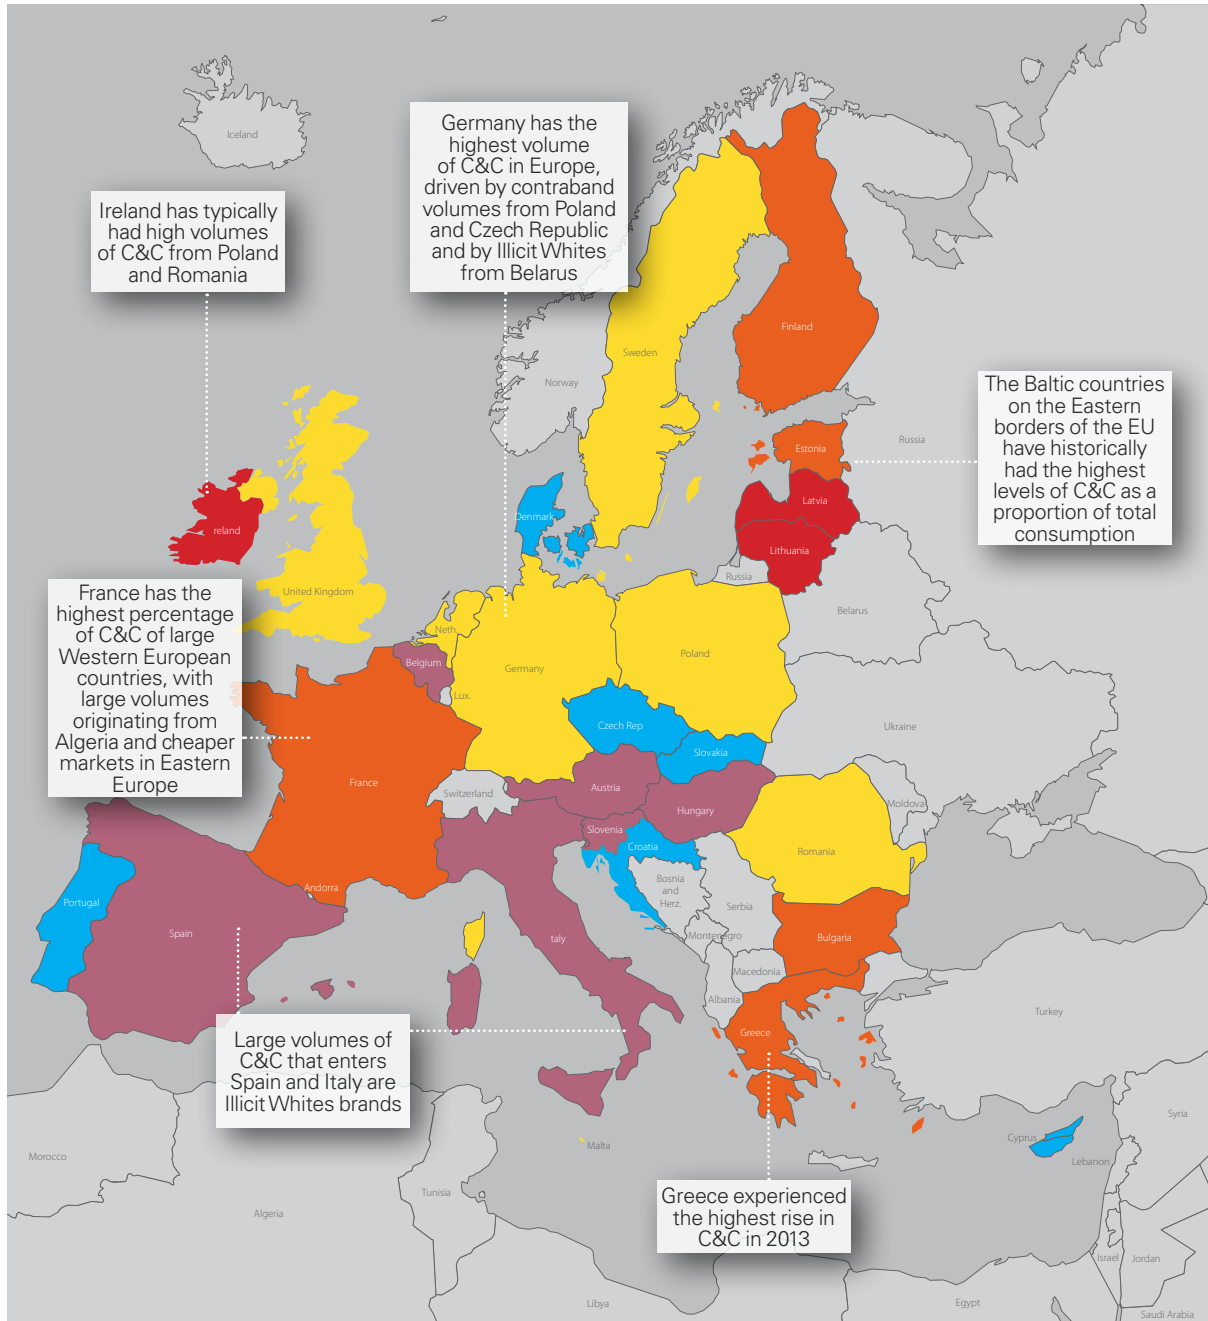 Iceland
Germany has the
highest volume
of C&C in Europe,
driven by contraband
volumes from Poland
and Czech Republic
and by Illicit Whites
from Belarus
Ireland has typically
had high volumes
of C&C from Poland
and Romania
Finland
Sweden
Norway
The Baltic countries
on the Eastern
borders of the EU
have historically
had the highest
levels of C&C as a
proportion of total
consumption
Russia
Estonia
Latvia
Denmark
reland
Lithuania
Russia
United Kingdom
Belarus
France has the
highest percentage
of C&C of large
Western European
countries, with
large volumes
originating from
Algeria and cheaper
markets in Eastern
Europe
Neth.
Belgium
Germany
Poland
Lux.
Czech Rep
Ukraine
Slovakia
France
Switzerland
Austria
Hungary
Moldova
Slovenia
Croatia
Romania
Andorra
Bosnia
and
Herz.
Serbia
Portugal
Spain
Italy
Montenegro
Bulgaria
Macedonia
Albania
Greece
Turkey
Large volumes of
C&C that enters
Spain and Italy are
Illicit Whites brands
Syria
Cyprus
Malta
Lebanon
Morocco
Tunisia
Algeria
Greece experienced
the highest rise in
C&C in 2013
Israel
Jordan
Libya
Egypt
Saudi Arabia